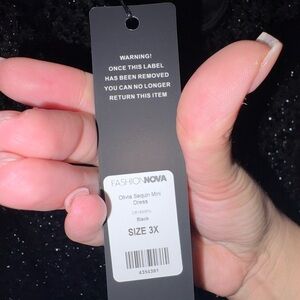 WARNING!
ONCE THIS LABEL
HAS BEEN REMOVED
YOU CAN NO LONGER
RETURN THIS ITEM
FASHIONNOVA
Olivia Sequin Mini
Dress
Black
SIZE 3X